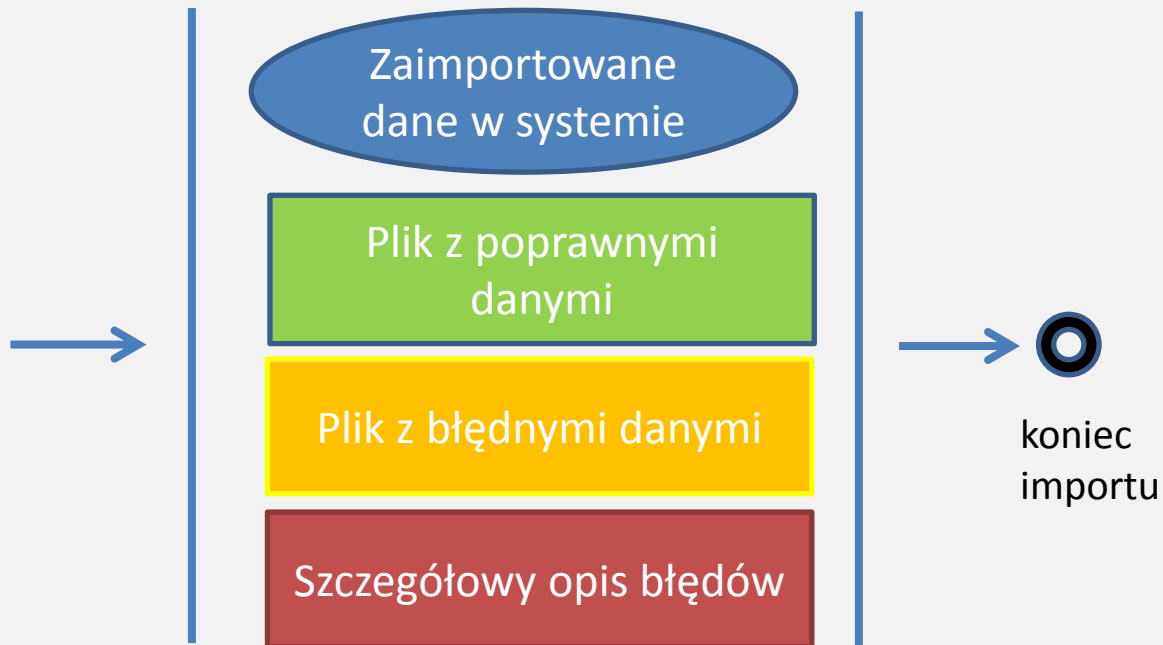 Zaimportowane
dane w systemie
Plik z poprawnymi
danymi
Plik z błędnymi danymi
Szczegółowy opis błędów
koniec
importu